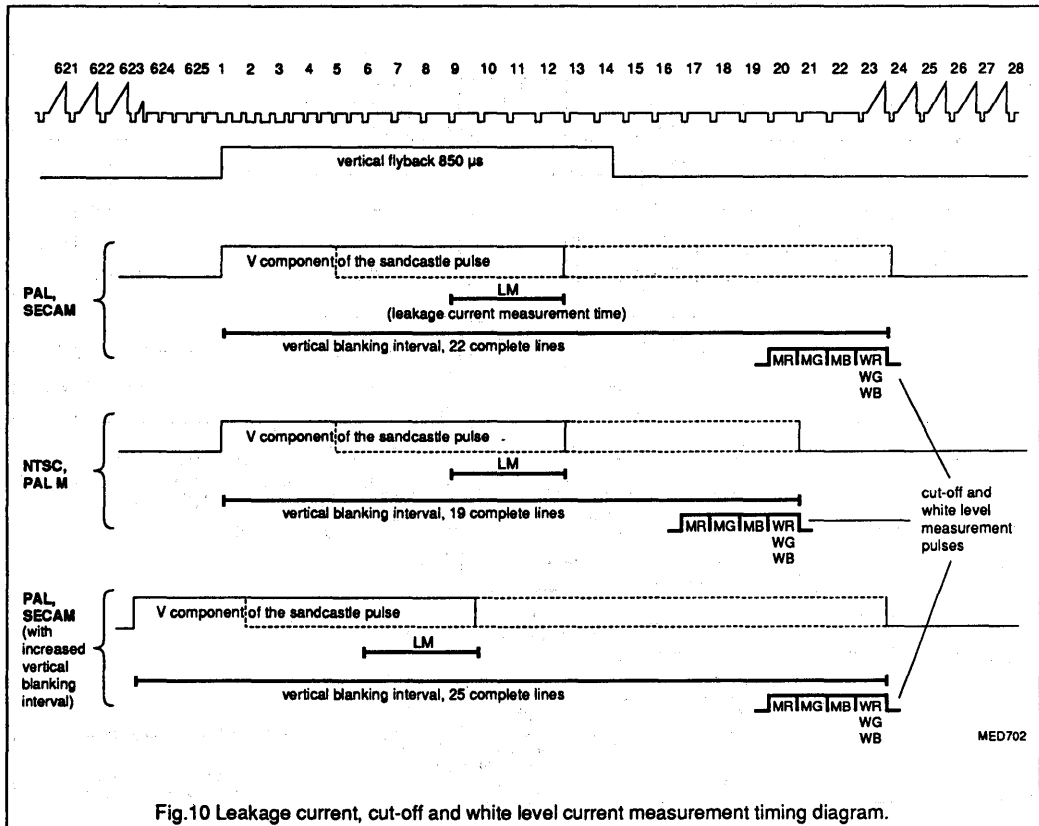 621 622 623 624 625 1 2 3 4 5 6 7 8 9 10 11 12 13 14 15 16 17 18 19 20 21 22 23 24 25 26 27 28
vertical flyback 850 µs
PAL,
SECAM
V component of the sandcastle pulse
LM
(leakage current measurement time)
vertical blanking interval, 22 complete lines
MR MG MB WR
WG
WB
NTSC,
PAL M
V component of the sandcastle pulse
LM
vertical blanking interval, 19 complete lines
MR MG MB WR
WG
WB
cut-off and
white level
measurement
pulses
PAL,
SECAM
(with
increased
vertical
blanking
interval)
V component of the sandcastle pulse
LM
vertical blanking interval, 25 complete lines
MR MG MB WR
WG
WB
MED702
Fig.10 Leakage current, cut-off and white level current measurement timing diagram.